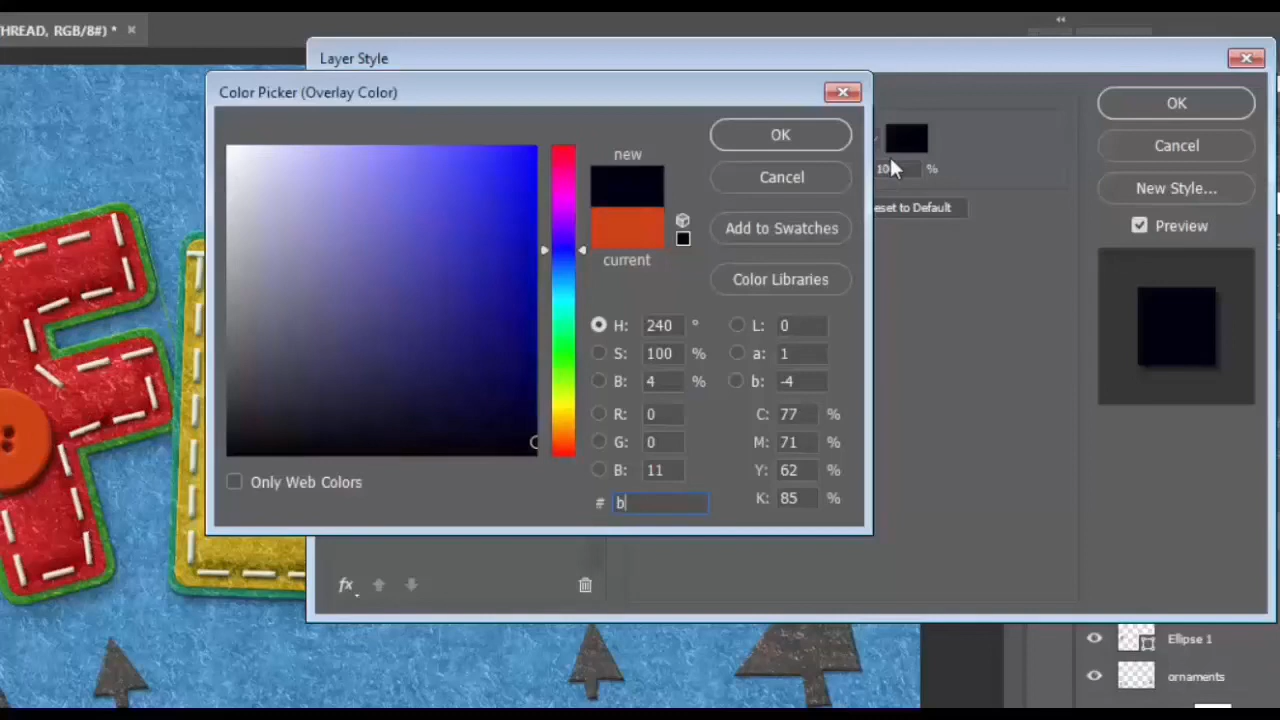 THREAD, RGB/8#) *
Layer Style
Color Picker (Overlay Color)
new
current
OK
Cancel
Add to Swatches
Color Libraries
H: 240 °
S: 100 %
B: 4 %
R: 0
G: 0
B: 11
# b
L: 0
a: 1
b: -4
C: 77 %
M: 71 %
Y: 62 %
K: 85 %
Only Web Colors
%
eset to Default
OK
Cancel
New Style...
Preview
fx
Ellipse 1
ornaments